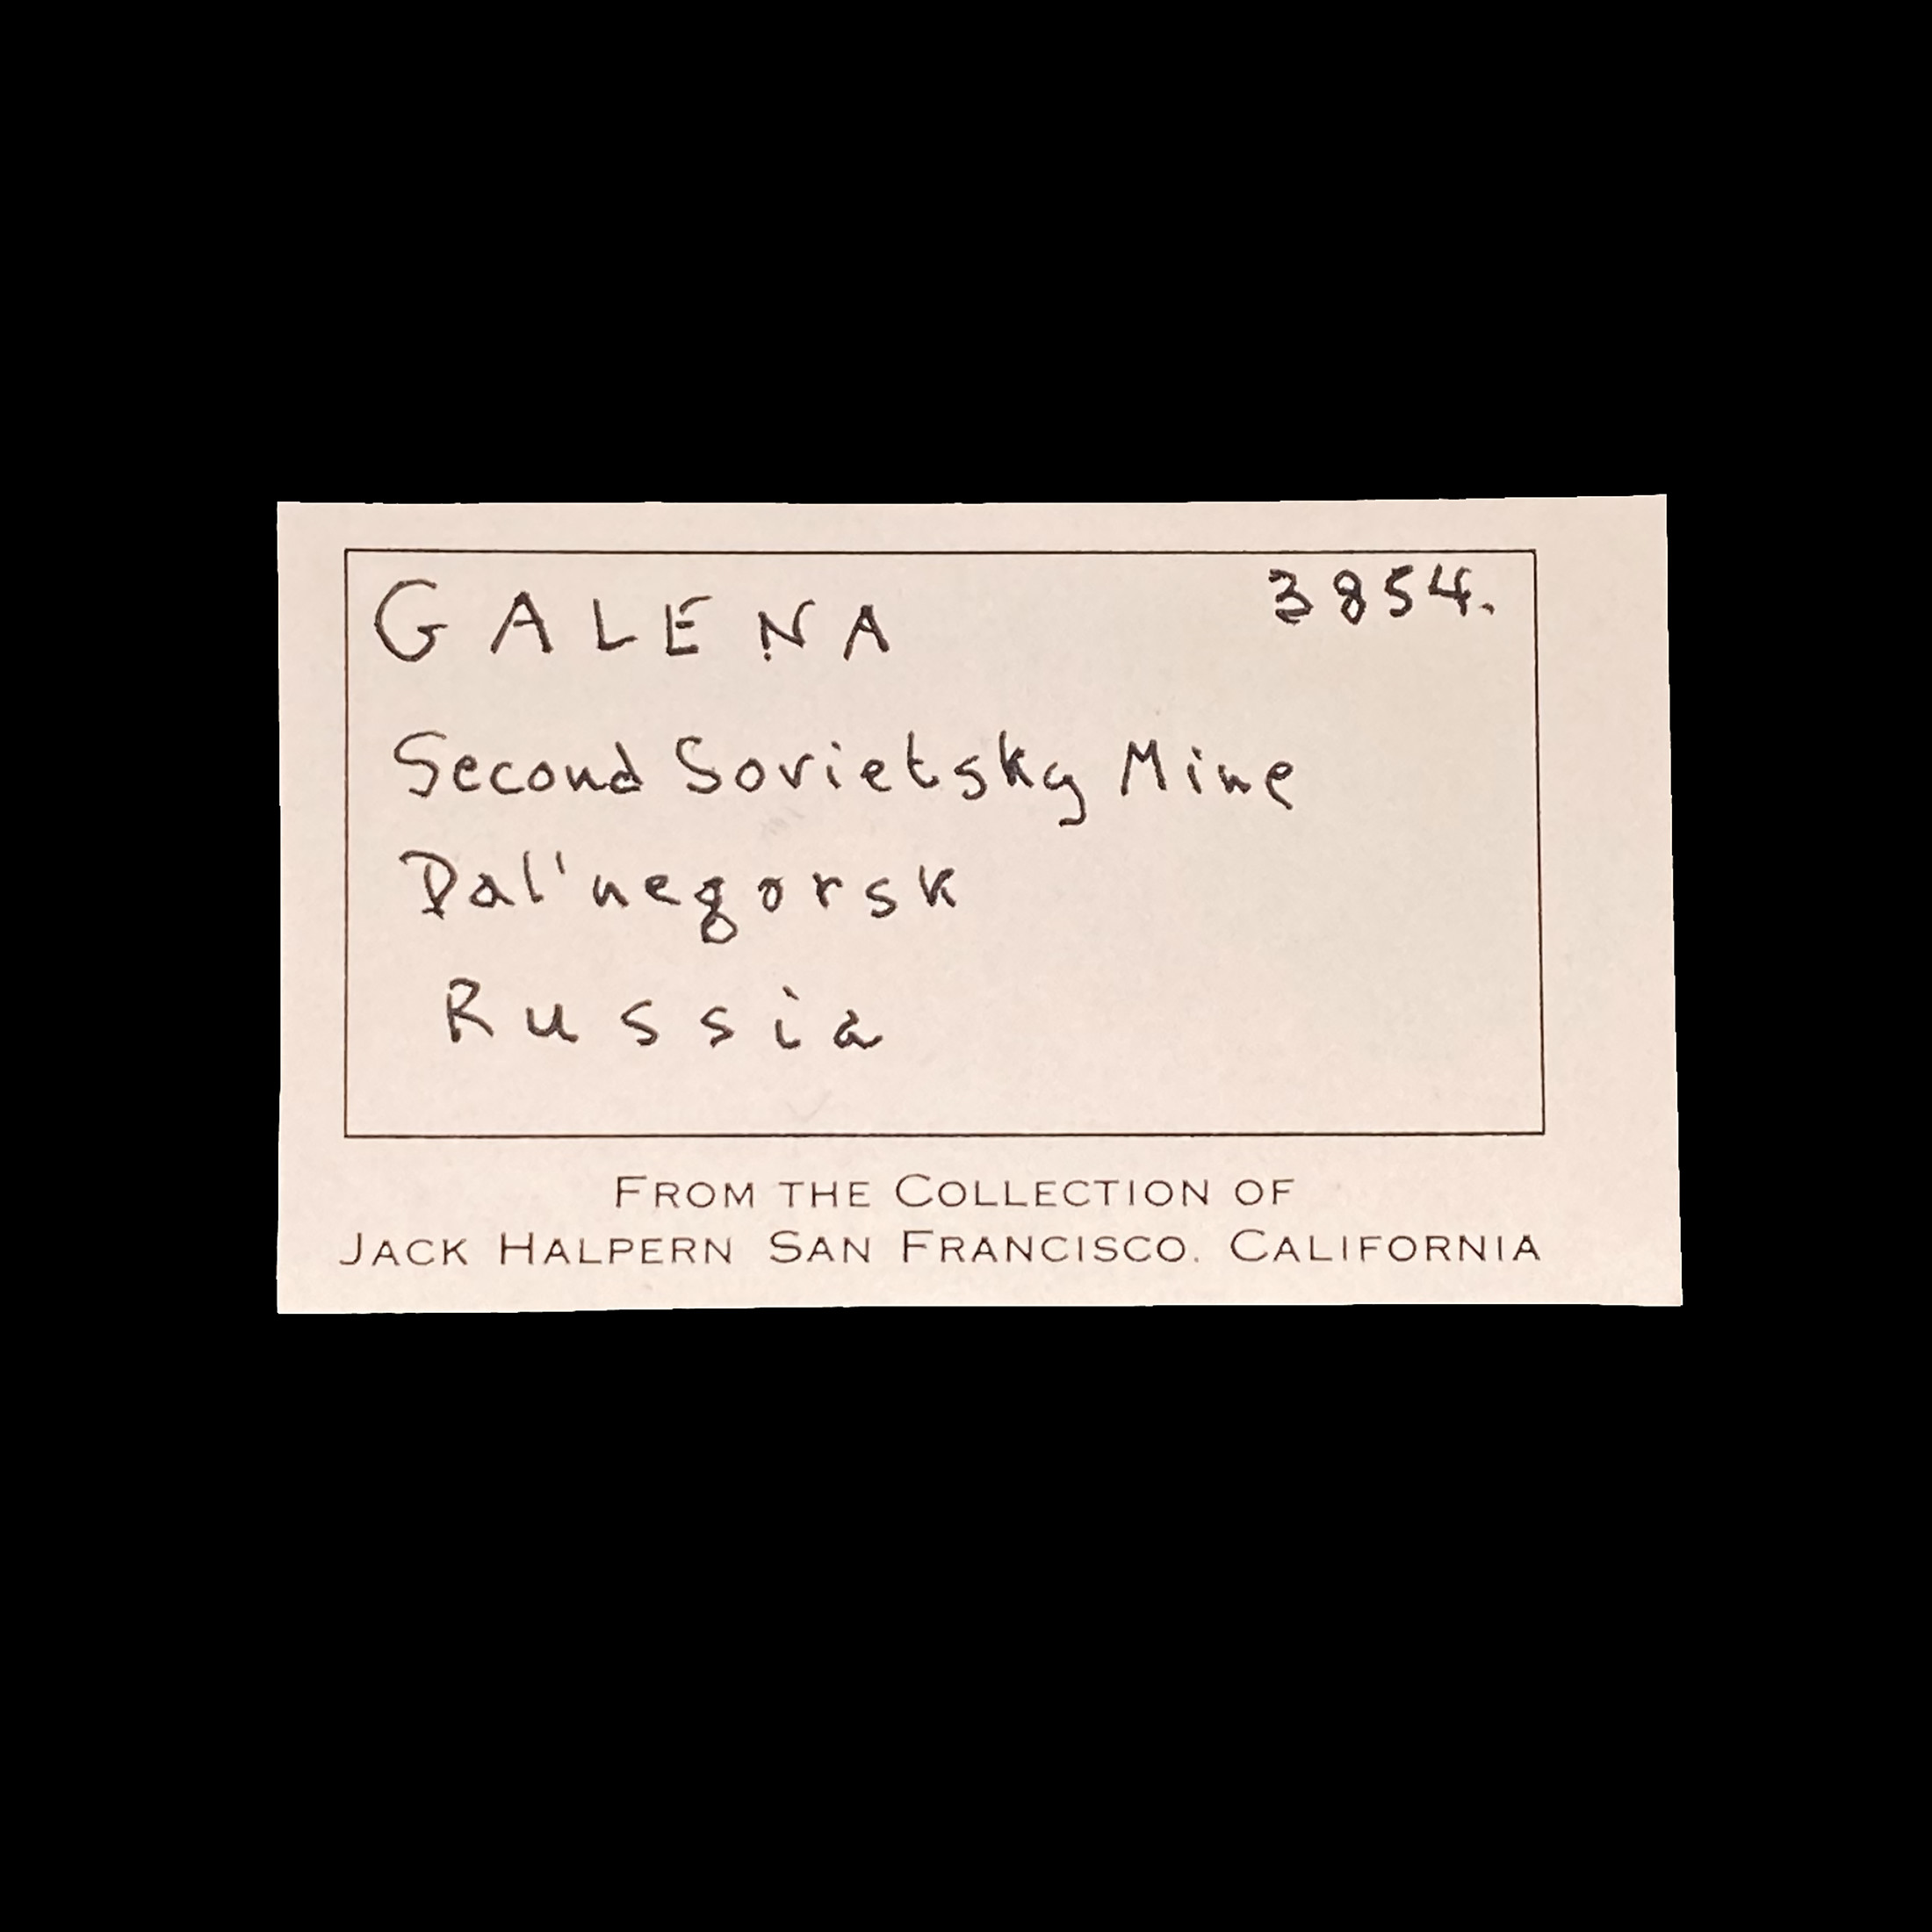 GALENA 3854.
Second Sovietsky Mine
Dal'negorsk
Russia
FROM THE COLLECTION OF
JACK HALPERN SAN FRANCISCO. CALIFORNIA